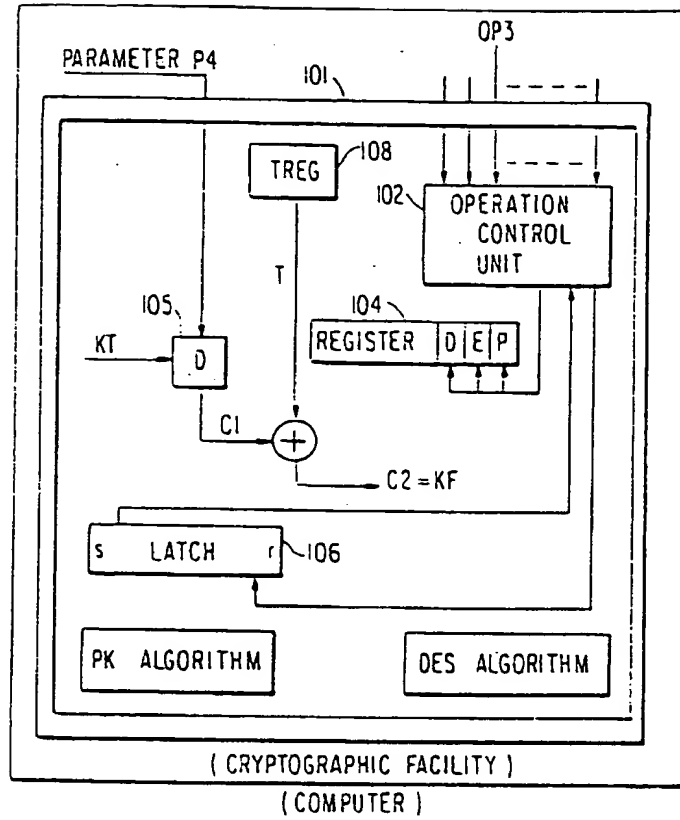 OP3
PARAMETER P4
101
TREG
108
102
OPERATION
CONTROL
UNIT
T
105
104
KT
D
REGISTER D E P
C1
+
C2=KF
S LATCH r
106
PK ALGORITHM
DES ALGORITHM
(CRYPTOGRAPHIC FACILITY)
(COMPUTER)